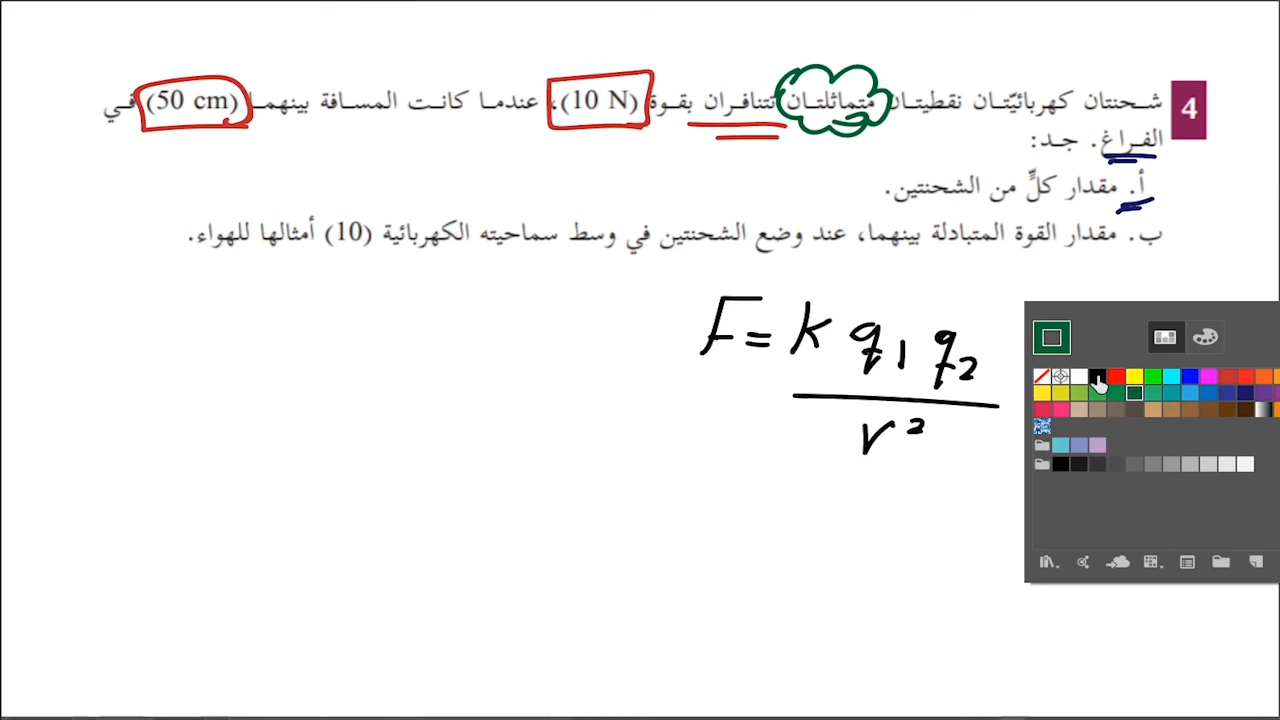 4 شحنتان كهربائيّتان نقطيتان متماثلتان تتنافران بقوة (10 N)، عندما كانت المسافة بينهما (50 cm) في
الفراغ. جد:
أ. مقدار كلٍّ من الشحنتين.
ب. مقدار القوة المتبادلة بينهما، عند وضع الشحنتين في وسط سماحيته الكهربائية (10) أمثالها للهواء.
F = k q1 q2
r²